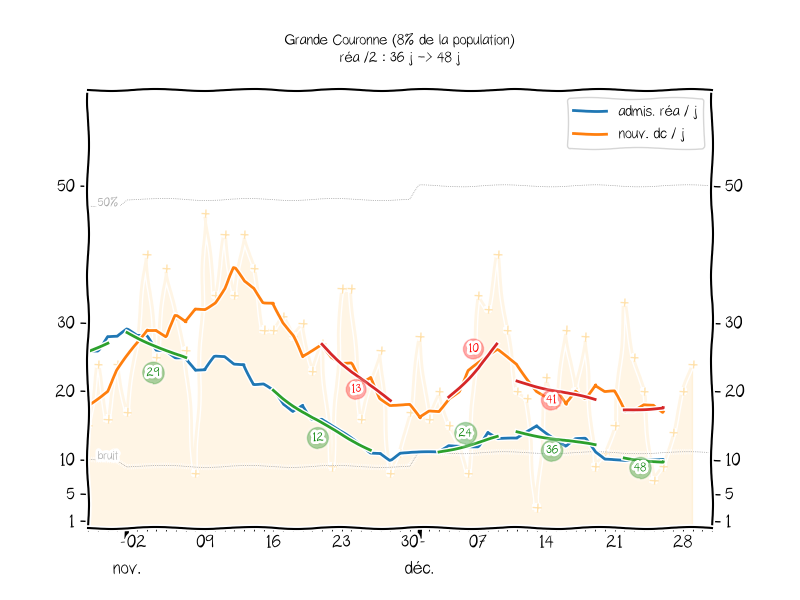 Grande Couronne (8% de la population)
réa /2 : 36 j -> 48 j
admis. réa / j
nouv. dc / j
50 50
50%
30 30
10
29 13 20 20
41
12 24
36
bruit
10 48 10
5 5
1 1
02 09 16 23 30 07 14 21 28
nov. déc.